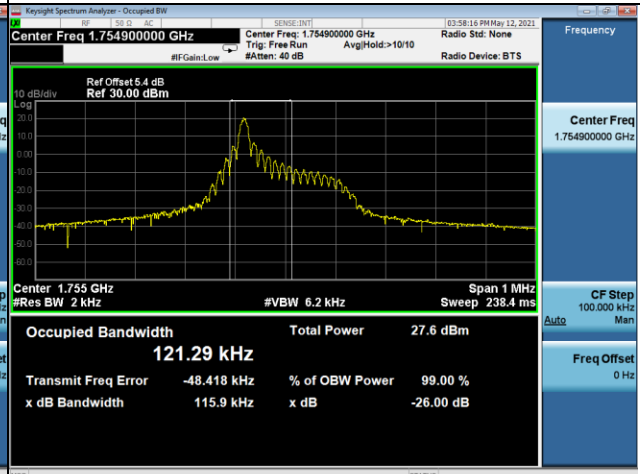 Keysight Spectrum Analyzer - Occupied BW
RF 50 Ω AC SENSE:INT 03:58:16 PM May 12, 2021
Center Freq 1.754900000 GHz
Center Freq: 1.754900000 GHz
Radio Std: None
Trig: Free Run Avg|Hold:>10/10
#IFGain:Low
#Atten: 40 dB
Radio Device: BTS
Frequency
Ref Offset 5.4 dB
10 dB/div Ref 30.00 dBm
Log
20.0
10.0
0.00
-10.0
-20.0
-30.0
-40.0
-50.0
-60.0
Center Freq
1.754900000 GHz
Center 1.755 GHz Span 1 MHz
#Res BW 2 kHz #VBW 6.2 kHz Sweep 238.4 ms
CF Step
100.000 kHz
Auto Man
Occupied Bandwidth Total Power 27.6 dBm
121.29 kHz
Transmit Freq Error -48.418 kHz % of OBW Power 99.00 %
x dB Bandwidth 115.9 kHz x dB -26.00 dB
Freq Offset
0 Hz